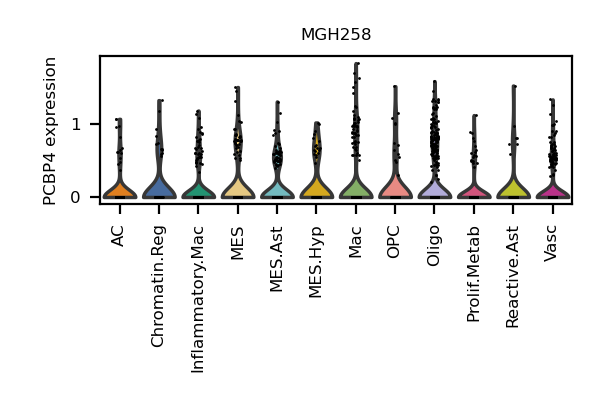 MGH258
PCBP4 expression
1
0
AC
Chromatin.Reg
Inflammatory.Mac
MES
MES.Ast
MES.Hyp
Mac
OPC
Oligo
Prolif.Metab
Reactive.Ast
Vasc